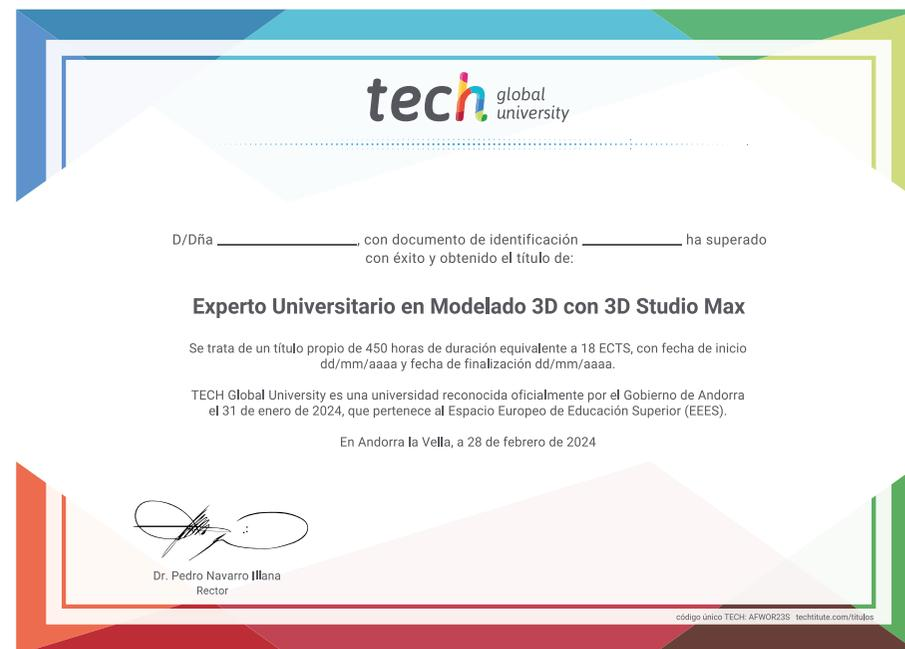 tech global university
D/Dña ____________________, con documento de identificación ______________ ha superado
con éxito y obtenido el título de:
Experto Universitario en Modelado 3D con 3D Studio Max
Se trata de un título propio de 450 horas de duración equivalente a 18 ECTS, con fecha de inicio
dd/mm/aaaa y fecha de finalización dd/mm/aaaa.
TECH Global University es una universidad reconocida oficialmente por el Gobierno de Andorra
el 31 de enero de 2024, que pertenece al Espacio Europeo de Educación Superior (EEES).
En Andorra la Vella, a 28 de febrero de 2024
Dr. Pedro Navarro Illana
Rector
código único TECH: AFWOR23S techtitute.com/titulos